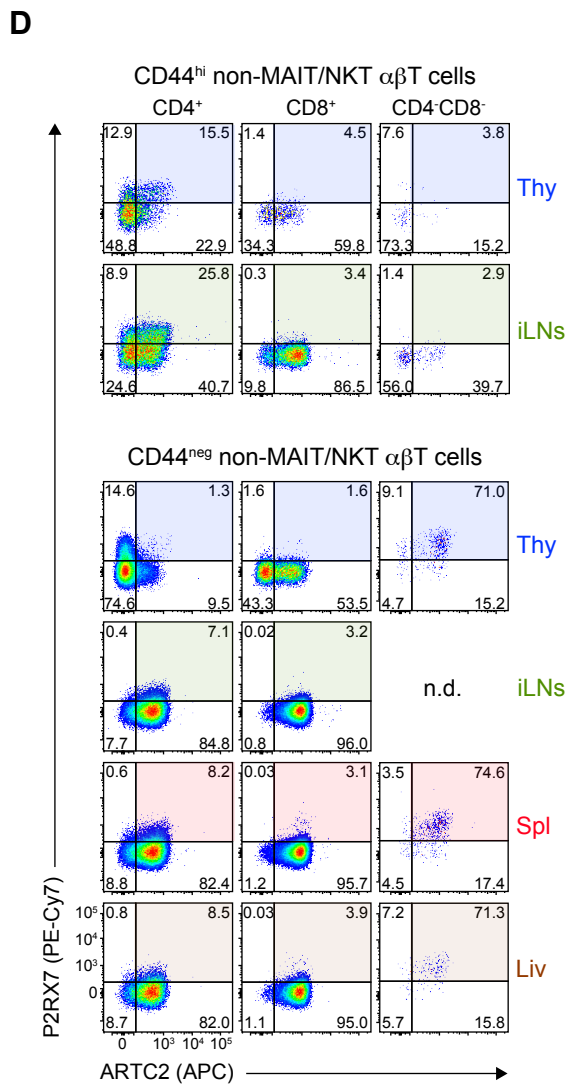 D
CD44hi non-MAIT/NKT αβT cells
CD4+ CD8+ CD4-CD8-
12.9 15.5 1.4 4.5 7.6 3.8
Thy
48.8 22.9 34.3 59.8 73.3 15.2
8.9 25.8 0.3 3.4 1.4 2.9
iLNs
24.6 40.7 9.8 86.5 56.0 39.7
CD44neg non-MAIT/NKT αβT cells
14.6 1.3 1.6 1.6 9.1 71.0
Thy
74.6 9.5 43.3 53.5 4.7 15.2
0.4 7.1 0.02 3.2
n.d. iLNs
7.7 84.8 0.8 96.0
0.6 8.2 0.03 3.1 3.5 74.6
Spl
8.8 82.4 1.2 95.7 4.5 17.4
0.8 8.5 0.03 3.9 7.2 71.3
10⁵
10⁴
10³ Liv
0
8.7 82.0 1.1 95.0 5.7 15.8
0 10³ 10⁴ 10⁵
P2RX7 (PE-Cy7)
ARTC2 (APC)